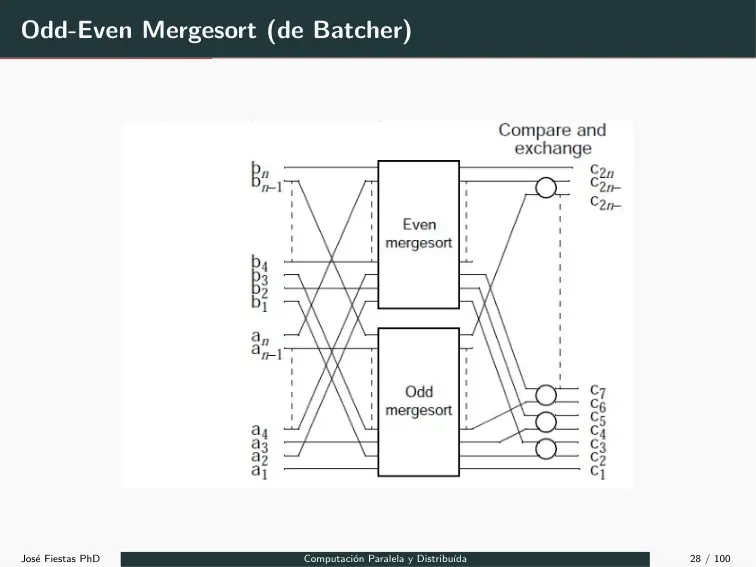 Odd-Even Mergesort (de Batcher)
Compare and
exchange
bn
bn–1
b4
b3
b2
b1
an
an–1
a4
a3
a2
a1
Even
mergesort
Odd
mergesort
c2n
c2n–
c2n–
c7
c6
c5
c4
c3
c2
c1
José Fiestas PhD
Computación Paralela y Distribuída
28 / 100